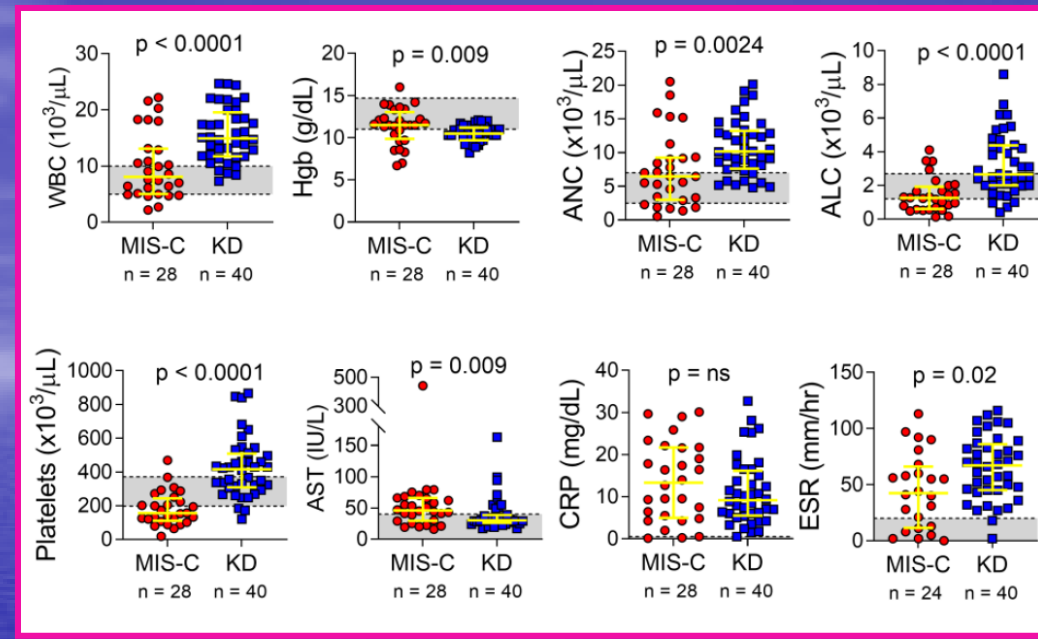 p < 0.0001
WBC (10³/μL)
30
20
10
0
MIS-C KD
n = 28 n = 40
p = 0.009
Hgb (g/dL)
20
15
10
5
0
MIS-C KD
n = 28 n = 40
p = 0.0024
ANC (x10³/μL)
25
20
15
10
5
0
MIS-C KD
n = 28 n = 40
p < 0.0001
ALC (x10³/μL)
10
8
6
4
2
0
MIS-C KD
n = 28 n = 40
p < 0.0001
Platelets (x10³/μL)
1000
800
600
400
200
0
MIS-C KD
n = 28 n = 40
p = 0.009
AST (IU/L)
500
300
150
100
50
0
MIS-C KD
n = 28 n = 40
p = ns
CRP (mg/dL)
40
30
20
10
0
MIS-C KD
n = 28 n = 40
p = 0.02
ESR (mm/hr)
150
100
50
0
MIS-C KD
n = 24 n = 40